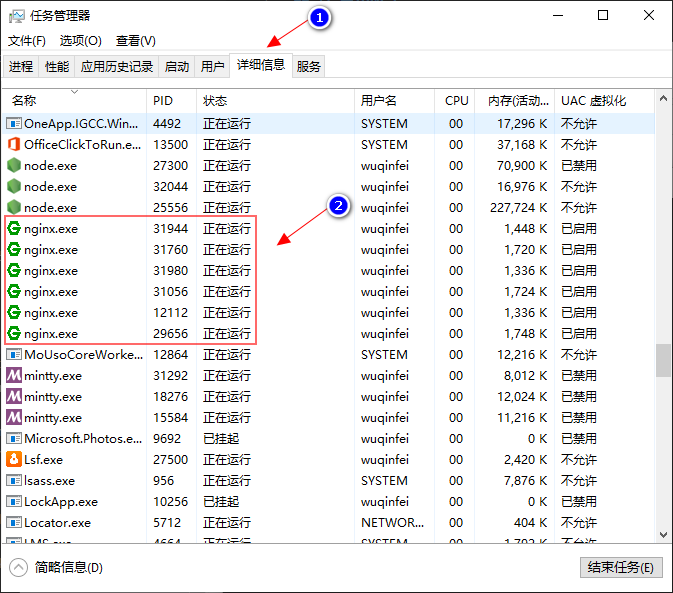 任务管理器
1
文件(F) 选项(O) 查看(V)
进程 性能 应用历史记录 启动 用户 详细信息 服务
名称 PID 状态 用户名 CPU 内存(活动... UAC 虚拟化
OneApp.IGCC.Win... 4492 正在运行 SYSTEM 00 17,296 K 不允许
OfficeClickToRun.e... 13500 正在运行 SYSTEM 00 37,168 K 不允许
node.exe 27300 正在运行 wuqinfei 00 70,900 K 已禁用
node.exe 32044 正在运行 wuqinfei 00 16,976 K 已禁用
node.exe 25556 正在运行 wuqinfei 00 227,724 K 已禁用
2
nginx.exe 31944 正在运行 wuqinfei 00 1,448 K 已启用
nginx.exe 31760 正在运行 wuqinfei 00 1,720 K 已启用
nginx.exe 31980 正在运行 wuqinfei 00 1,336 K 已启用
nginx.exe 31056 正在运行 wuqinfei 00 1,724 K 已启用
nginx.exe 12112 正在运行 wuqinfei 00 1,336 K 已启用
nginx.exe 29656 正在运行 wuqinfei 00 1,748 K 已启用
MoUsoCoreWorke... 12864 正在运行 SYSTEM 00 12,216 K 不允许
mintty.exe 31292 正在运行 wuqinfei 00 8,012 K 已禁用
mintty.exe 18276 正在运行 wuqinfei 00 12,024 K 已禁用
mintty.exe 15584 正在运行 wuqinfei 00 11,216 K 已禁用
Microsoft.Photos.e... 9692 已挂起 wuqinfei 00 0 K 已禁用
Lsf.exe 27500 正在运行 wuqinfei 00 2,420 K 不允许
lsass.exe 956 正在运行 SYSTEM 00 7,876 K 不允许
LockApp.exe 10256 已挂起 wuqinfei 00 0 K 已禁用
Locator.exe 5712 正在运行 NETWOR... 00 404 K 不允许
LMS.exe 4664 正在运行 SYSTEM 00 1,792 K 不允许
简略信息(D) 结束任务(E)